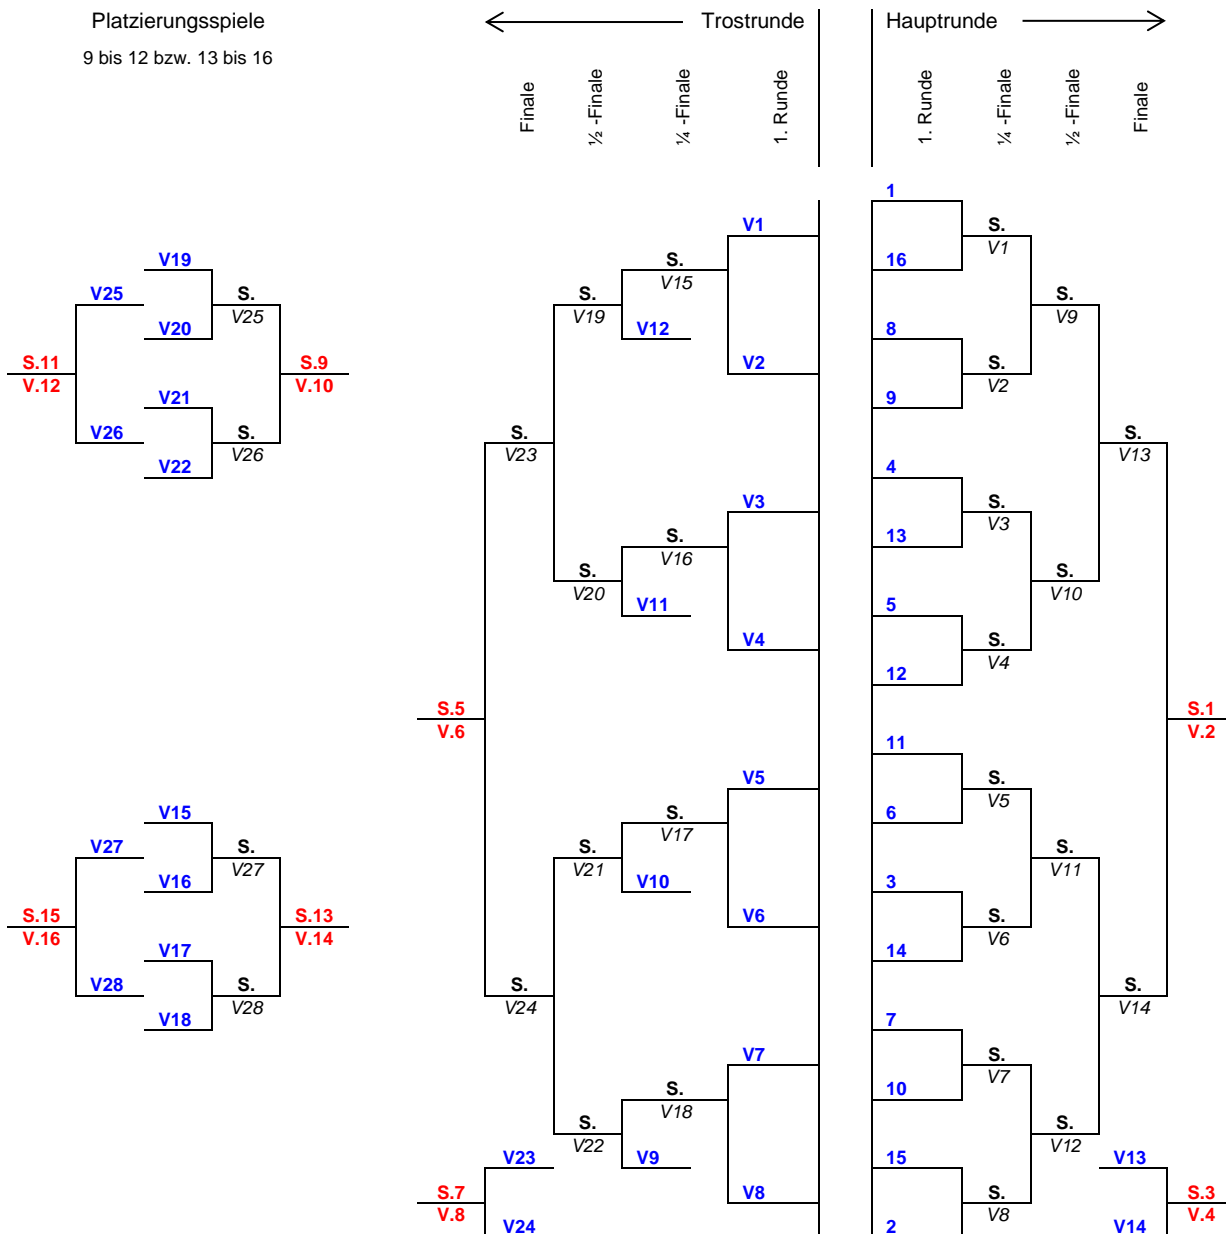 Platzierungsspiele
9 bis 12 bzw. 13 bis 16
V19
V25
S.
V25
V20
S.11
V.12
S.9
V.10
V21
V26
S.
V26
V22
V15
V27
S.
V27
V16
S.15
V.16
S.13
V.14
V17
V28
S.
V28
V18
Trostrunde
Finale
½ -Finale
¼ -Finale
1. Runde
V1
S.
V15
S.
V19
V12
V2
S.
V23
V3
S.
V16
S.
V20
V11
V4
S.5
V.6
V5
S.
V17
S.
V21
V10
V6
S.
V24
V7
S.
V18
S.
V22
V9
V8
V23
S.7
V.8
V24
Hauptrunde
1. Runde
¼ -Finale
½ -Finale
Finale
1
S.
V1
16
S.
V9
8
S.
V2
9
S.
V13
4
S.
V3
13
S.
V10
5
S.
V4
12
S.1
V.2
11
S.
V5
6
S.
V11
3
S.
V6
14
S.
V14
7
S.
V7
10
S.
V12
15
S.
V8
2
V13
S.3
V.4
V14